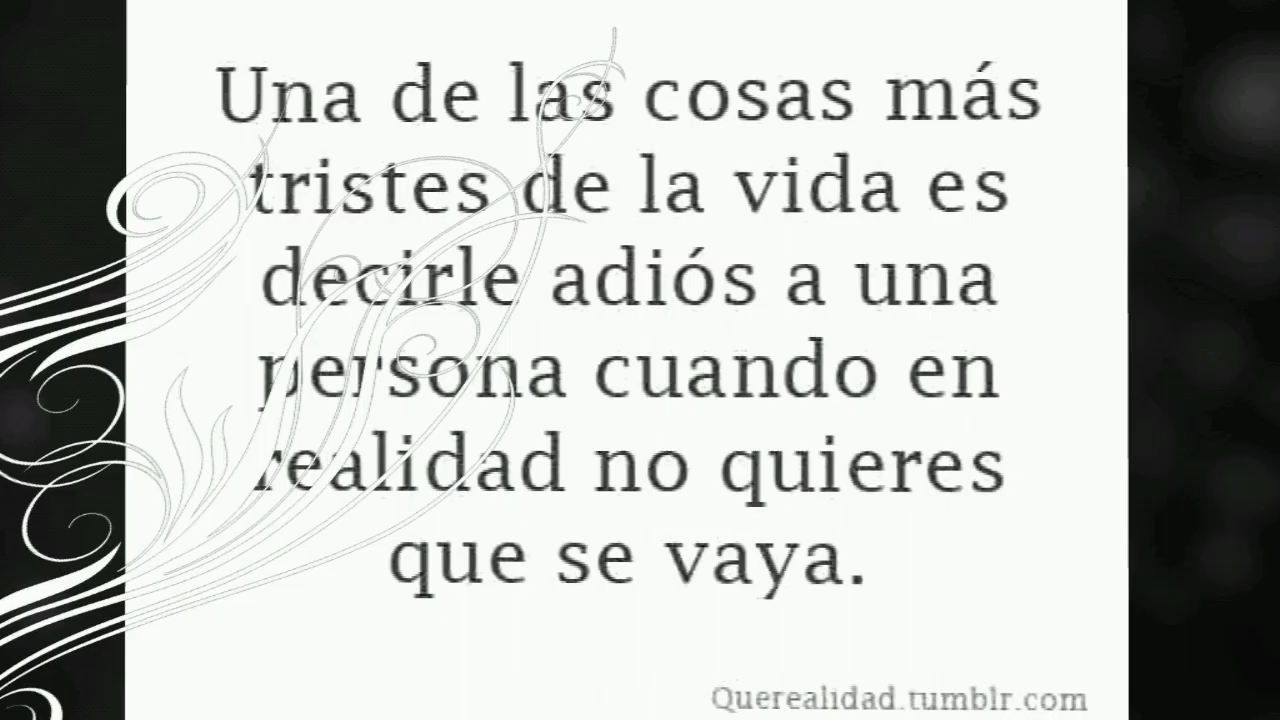 Una de las cosas más
tristes de la vida es
decirle adiós a una
persona cuando en
realidad no quieres
que se vaya.
Querealidad.tumblr.com